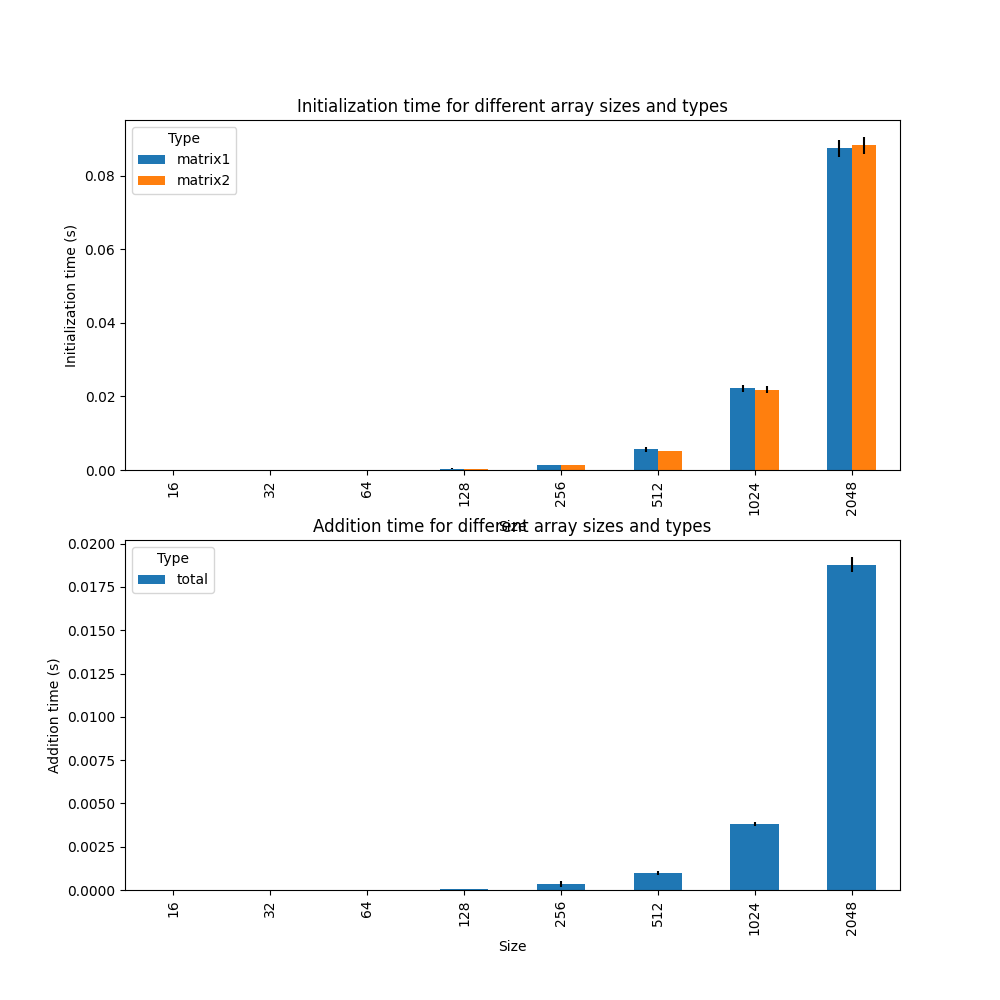 Initialization time for different array sizes and types
Type
matrix1
matrix2
Initialization time (s)
0.08
0.06
0.04
0.02
0.00
16 32 64 128 256 512 1024 2048
Size
Addition time for different array sizes and types
Type
total
Addition time (s)
0.0200
0.0175
0.0150
0.0125
0.0100
0.0075
0.0050
0.0025
0.0000
16 32 64 128 256 512 1024 2048
Size